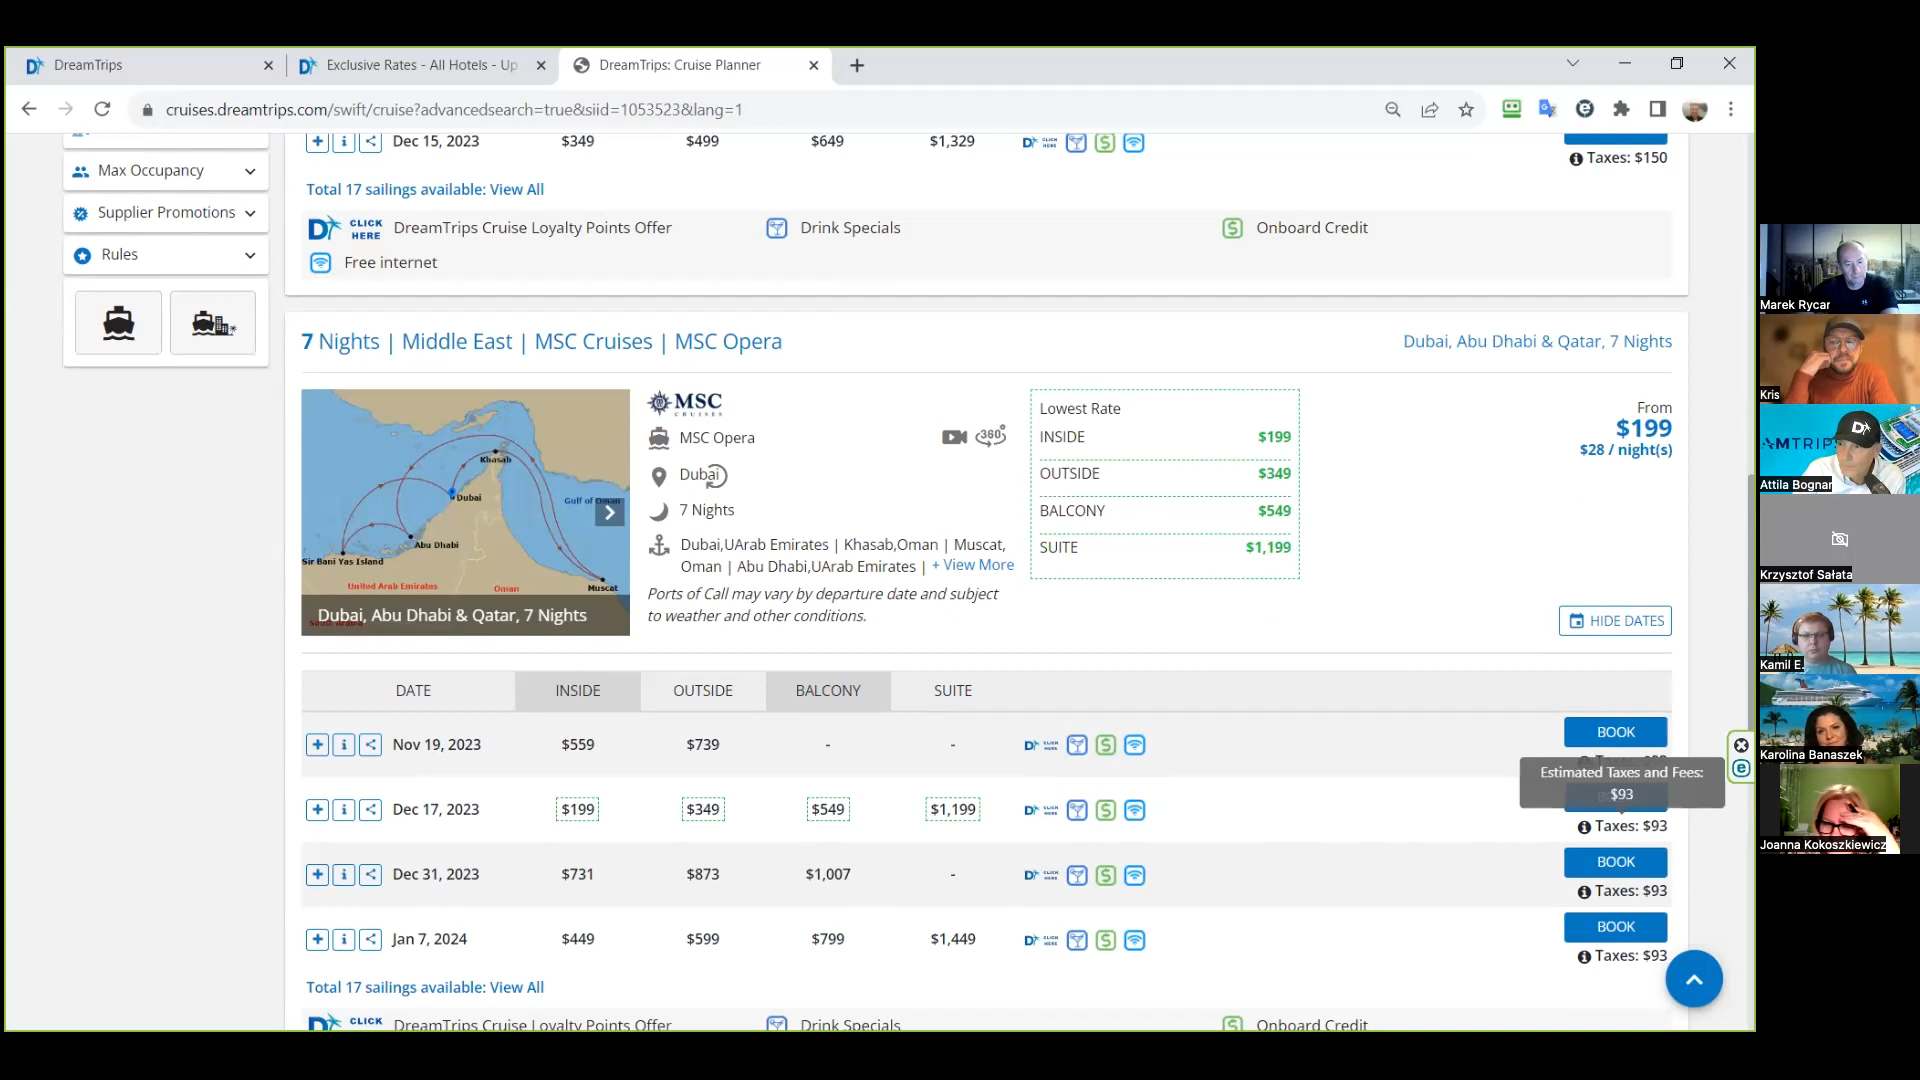 DreamTrips
Exclusive Rates - All Hotels - Up
DreamTrips: Cruise Planner
cruises.dreamtrips.com/swift/cruise?advancedsearch=true&siid=1053523&lang=1
Dec 15, 2023 $349 $499 $649 $1,329
Taxes: $150
Max Occupancy
Supplier Promotions
Rules
Total 17 sailings available: View All
CLICK HERE DreamTrips Cruise Loyalty Points Offer
Drink Specials
Onboard Credit
Free internet
7 Nights | Middle East | MSC Cruises | MSC Opera
Dubai, Abu Dhabi & Qatar, 7 Nights
Khasab
Dubai
Gulf of Oman
Abu Dhabi
Sir Bani Yas Island
United Arab Emirates
Oman
Muscat
Dubai, Abu Dhabi & Qatar, 7 Nights
MSC
CRUISES
MSC Opera
360°
Dubai
7 Nights
Dubai,UArab Emirates | Khasab,Oman | Muscat,
Oman | Abu Dhabi,UArab Emirates | + View More
Ports of Call may vary by departure date and subject
to weather and other conditions.
Lowest Rate
INSIDE $199
OUTSIDE $349
BALCONY $549
SUITE $1,199
From
$199
$28 / night(s)
HIDE DATES
DATE INSIDE OUTSIDE BALCONY SUITE
Nov 19, 2023 $559 $739 - -
BOOK
Estimated Taxes and Fees:
$93
Dec 17, 2023 $199 $349 $549 $1,199
Taxes: $93
Dec 31, 2023 $731 $873 $1,007 -
BOOK
Taxes: $93
Jan 7, 2024 $449 $599 $799 $1,449
BOOK
Taxes: $93
Total 17 sailings available: View All
CLICK DreamTrips Cruise Loyalty Points Offer
Drink Specials
Onboard Credit
Marek Rycar
Kris
Attila Bognar
Krzysztof Sałata
Kamil E.
Karolina Banaszek
Joanna Kokoszkiewicz